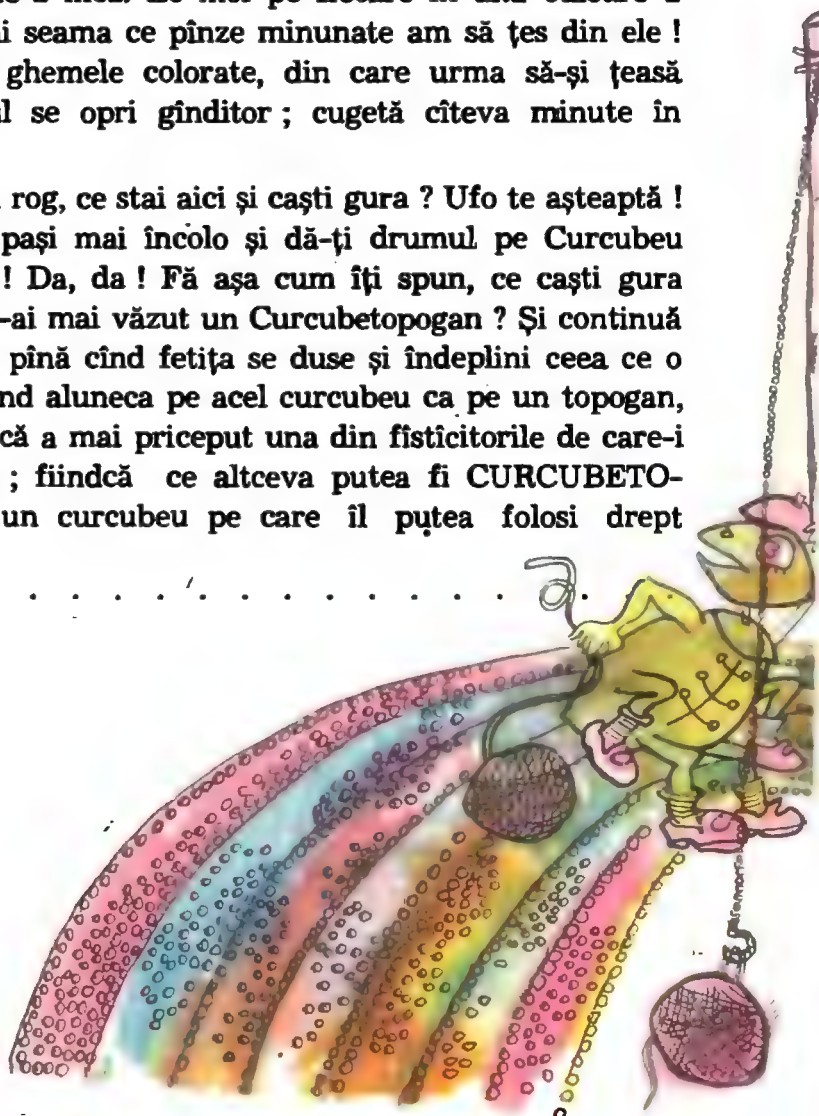 i seama ce pînze minunate am să țes din ele !
ghemele colorate, din care urma să-și țeasă
l se opri gînditor ; cugetă cîteva minute în
rog, ce stai aici și caști gura ? Ufo te așteaptă !
pași mai încolo și dă-ți drumul pe Curcubeu
! Da, da ! Fă așa cum îți spun, ce caști gura
-ai mai văzut un Curcubetopogan ? Și continuă
pînă cînd fetița se duse și îndeplini ceea ce o
nd aluneca pe acel curcubeu ca pe un topogan,
că a mai priceput una din fîstîcitorile de care-i
; fiindcă ce altceva putea fi CURCUBETO-
un curcubeu pe care îl putea folosi drept
. . . . . . . . . . . . . .